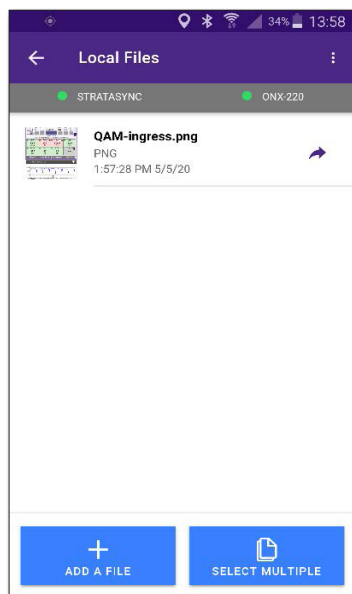 34% 13:58
Local Files
STRATASYNC ONX-220
QAM-ingress.png
PNG
1:57:28 PM 5/5/20
ADD A FILE SELECT MULTIPLE